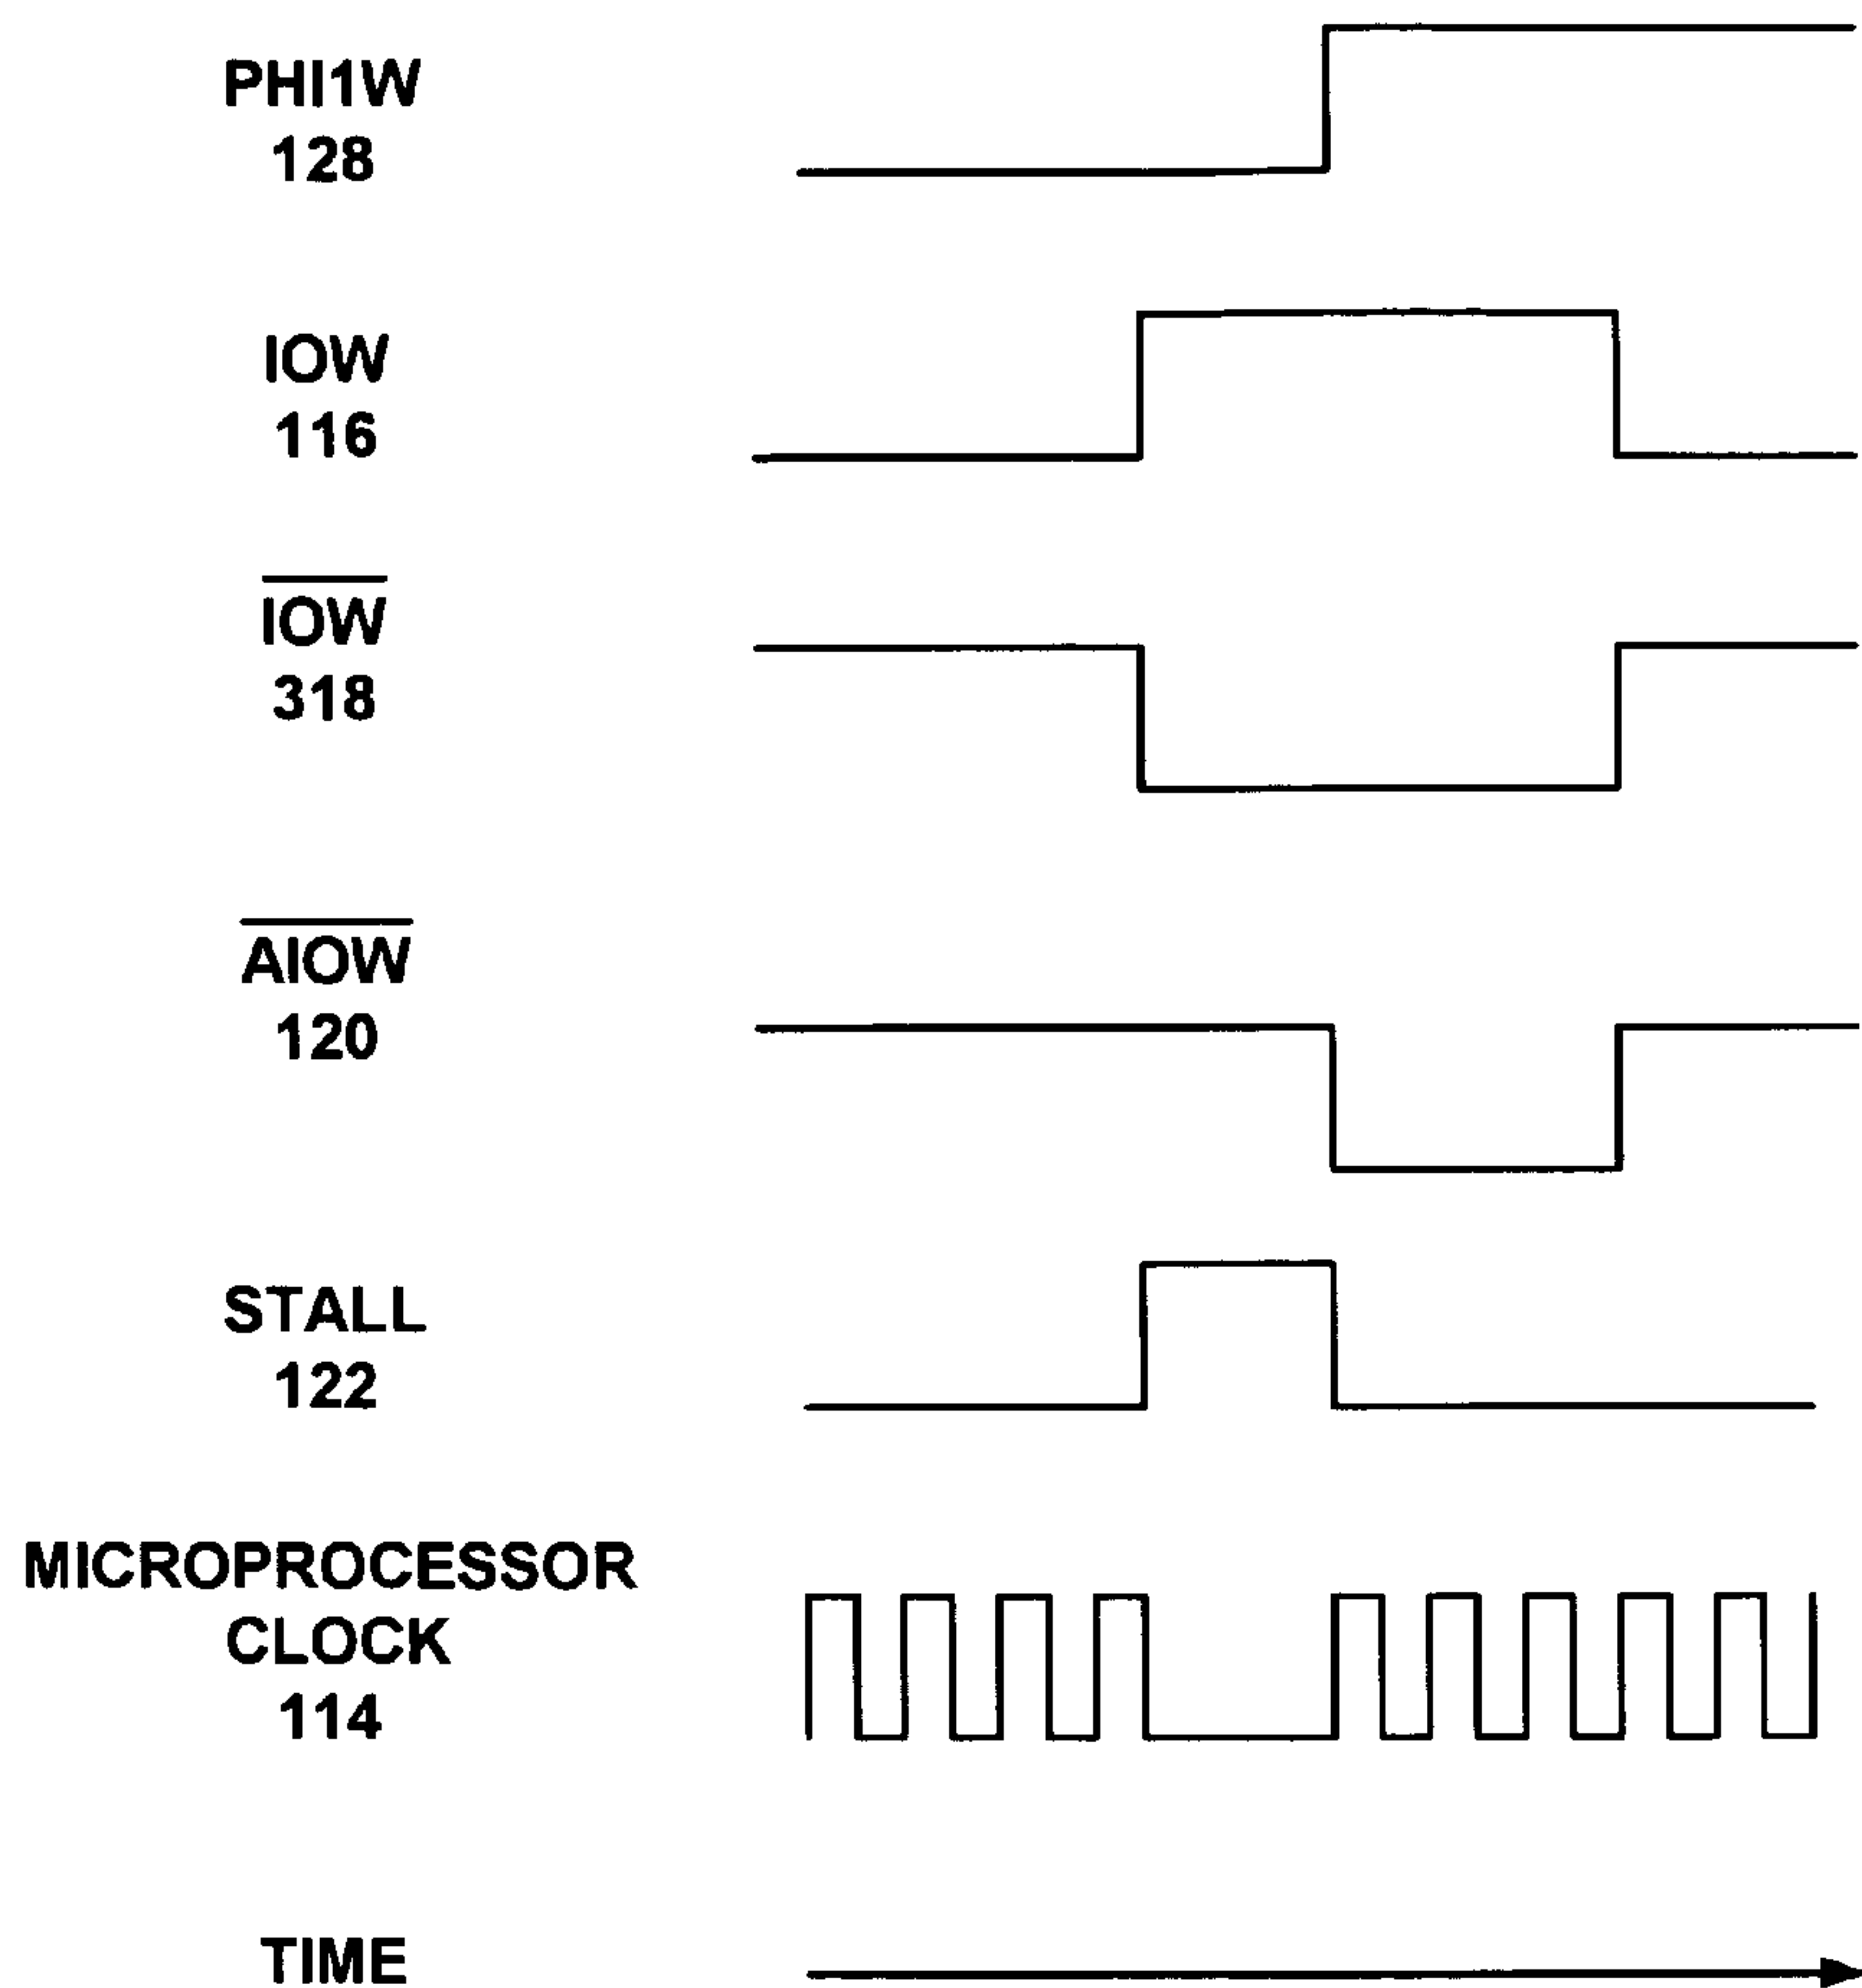 PHI1W
128
IOW
116
IOW
318
AIOW
120
STALL
122
MICROPROCESSOR
CLOCK
114
TIME